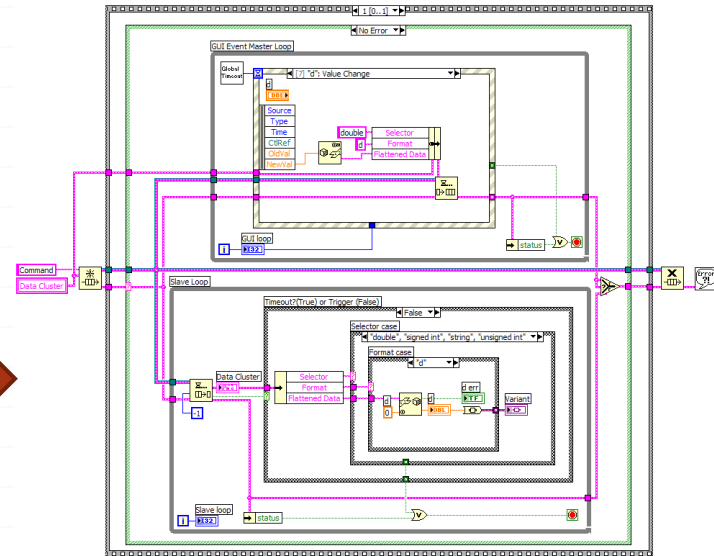 1 [0..1]
No Error
GUI Event Master Loop
Global
Timeout
[7] "d": Value Change
d
DBL
Source
Type
Time
CtlRef
OldVal
NewVal
double
d
Selector
Format
Flattened Data
GUI loop
i
I32
status
Command
Data Cluster
Error
?!
Slave Loop
Timeout?(True) or Trigger (False)
False
Selector case
"double", "signed int", "string", "unsigned int"
Format case
"d"
Data Cluster
Selector
Format
Flattened Data
-1
d
0
d
DBL
d err
TF
Variant
Slave loop
i
I32
status